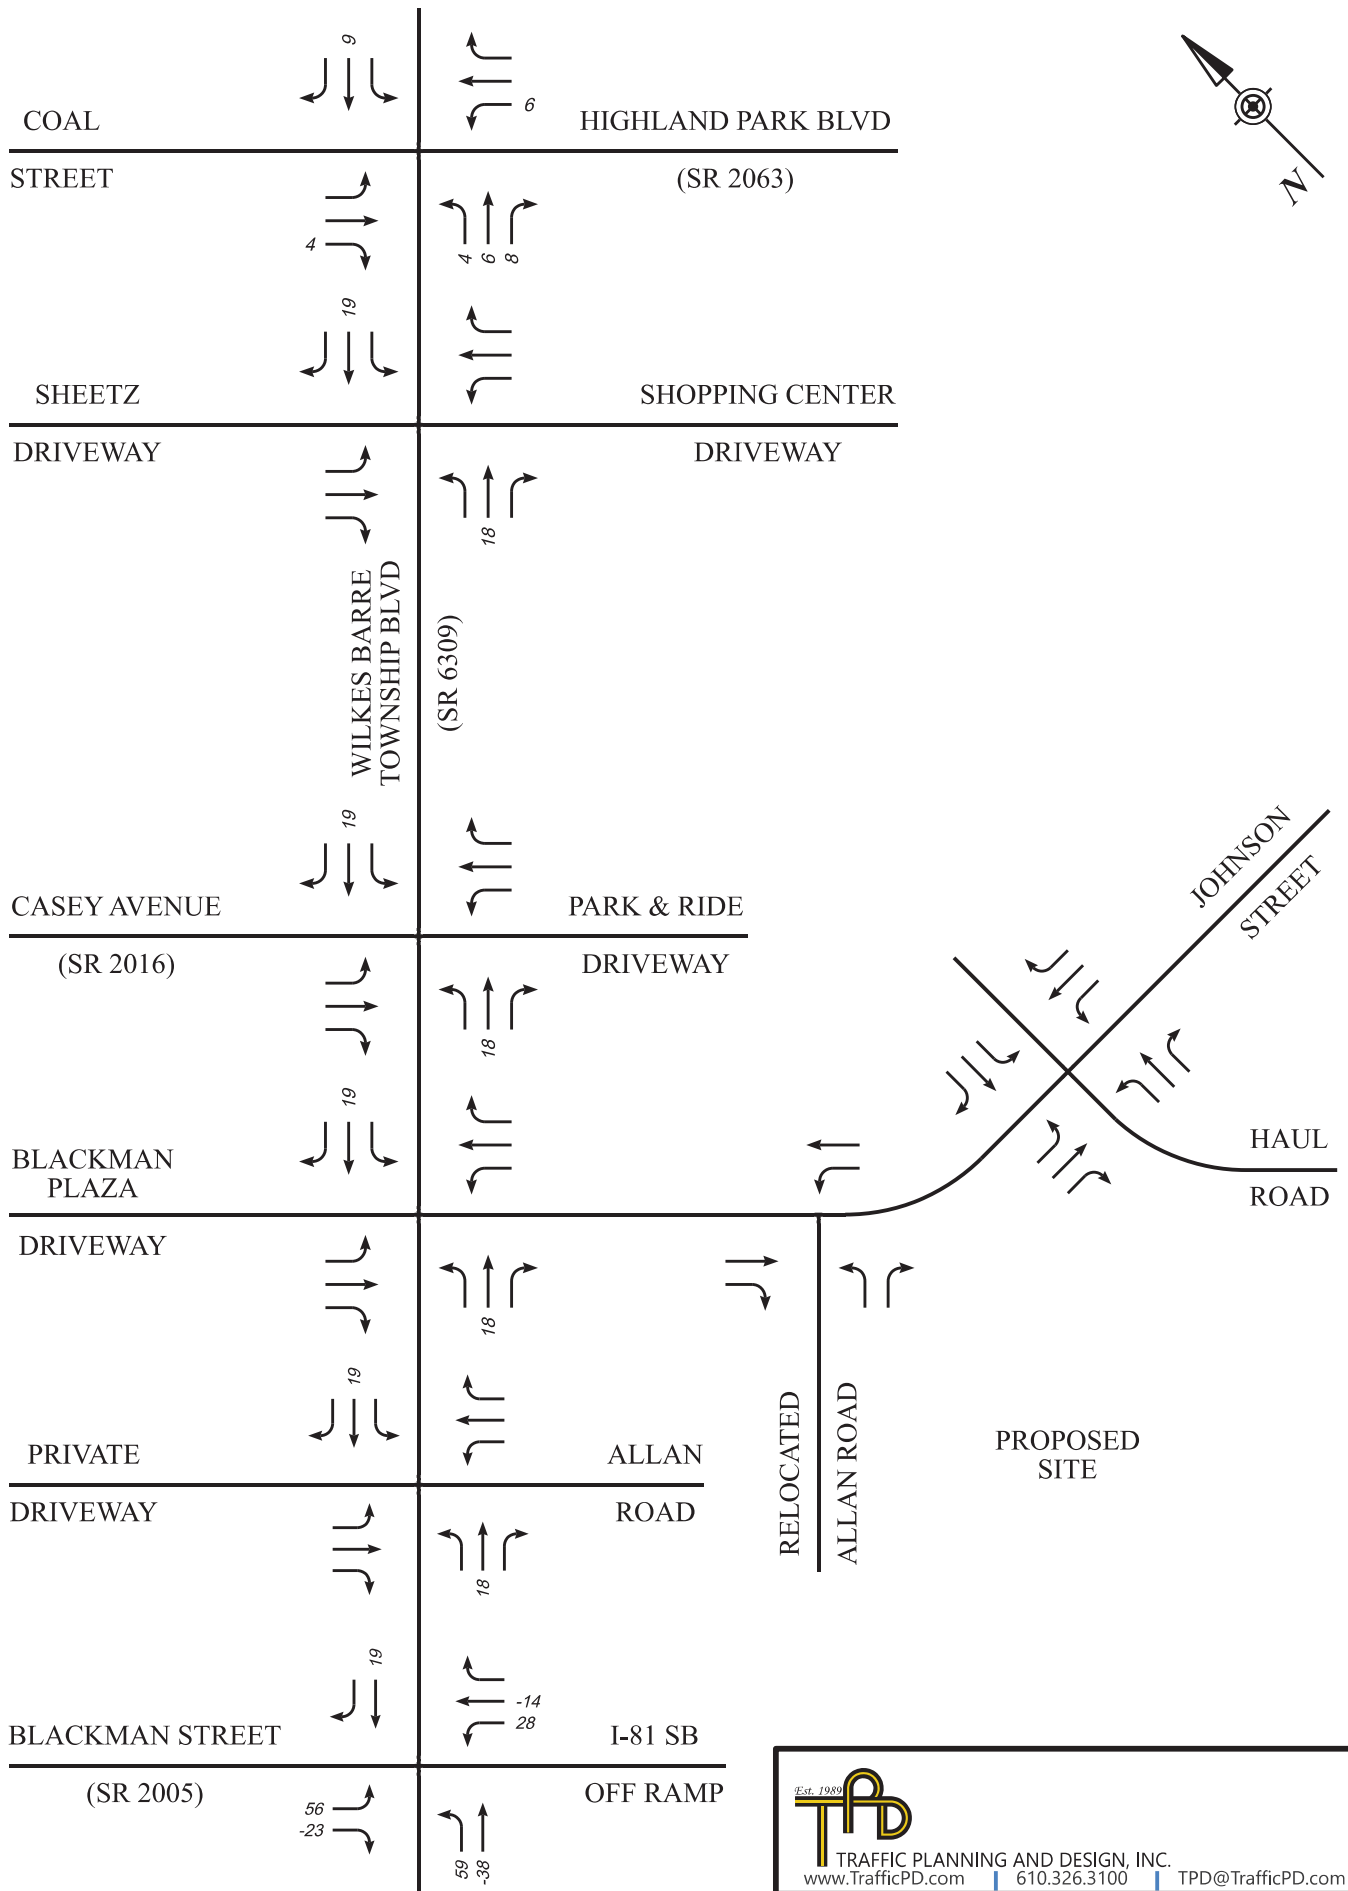 9
6
COAL
HIGHLAND PARK BLVD
STREET
(SR 2063)
N
4
4
6
8
19
SHEETZ
SHOPPING CENTER
DRIVEWAY
DRIVEWAY
18
WILKES BARRE
TOWNSHIP BLVD
(SR 6309)
19
CASEY AVENUE
PARK & RIDE
(SR 2016)
DRIVEWAY
18
JOHNSON
STREET
19
BLACKMAN
PLAZA
HAUL
ROAD
DRIVEWAY
18
19
PRIVATE
ALLAN
DRIVEWAY
ROAD
RELOCATED
ALLAN ROAD
PROPOSED
SITE
18
19
-14
28
BLACKMAN STREET
I-81 SB
(SR 2005)
OFF RAMP
56
-23
59
-38
Est. 1989
TPD
TRAFFIC PLANNING AND DESIGN, INC.
www.TrafficPD.com | 610.326.3100 | TPD@TrafficPD.com